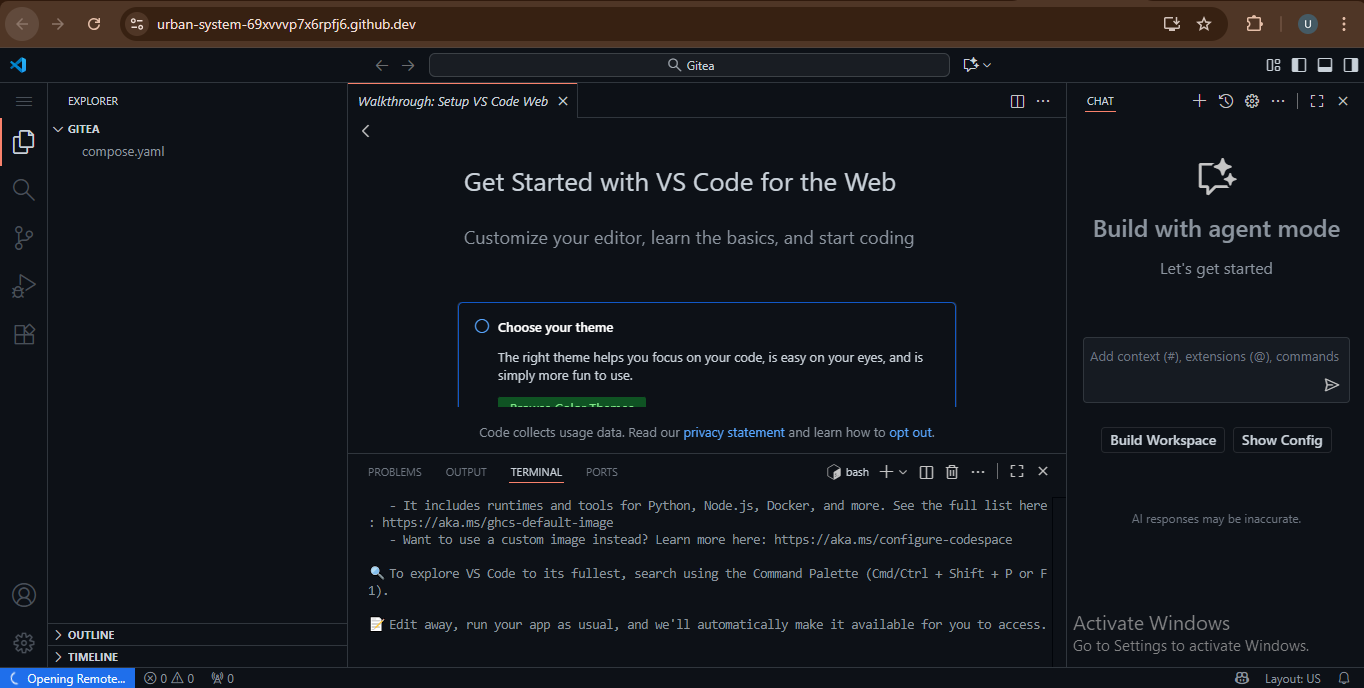 urban-system-69xvvvp7x6rpfj6.github.dev
U
Gitea
EXPLORER
GITEA
compose.yaml
OUTLINE
TIMELINE
Walkthrough: Setup VS Code Web
Get Started with VS Code for the Web
Customize your editor, learn the basics, and start coding
Choose your theme
The right theme helps you focus on your code, is easy on your eyes, and is
simply more fun to use.
Browse Color Themes
Code collects usage data. Read our privacy statement and learn how to opt out.
PROBLEMS OUTPUT TERMINAL PORTS
bash
- It includes runtimes and tools for Python, Node.js, Docker, and more. See the full list here
: https://aka.ms/ghcs-default-image
- Want to use a custom image instead? Learn more here: https://aka.ms/configure-codespace
🔍 To explore VS Code to its fullest, search using the Command Palette (Cmd/Ctrl + Shift + P or F
1).
📝 Edit away, run your app as usual, and we'll automatically make it available for you to access.
CHAT
Build with agent mode
Let's get started
Add context (#), extensions (@), commands
Build Workspace Show Config
AI responses may be inaccurate.
Activate Windows
Go to Settings to activate Windows.
Opening Remote... 0 0 0 Layout: US